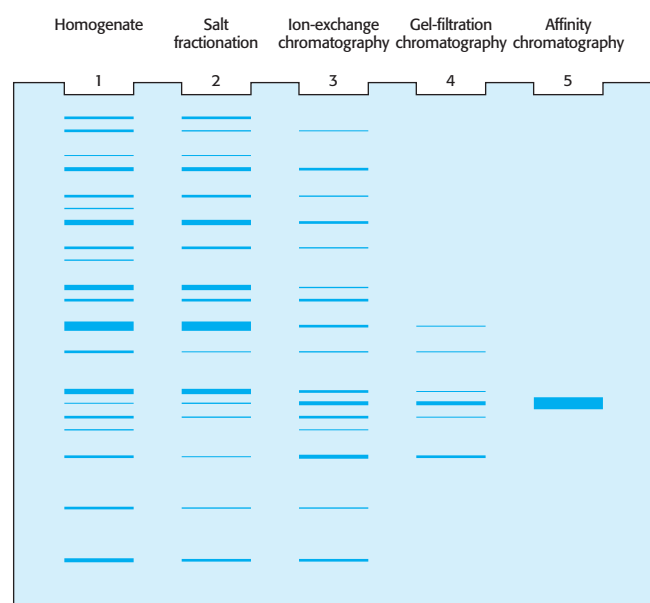 Homogenate
Salt
fractionation
Ion-exchange
chromatography
Gel-filtration
chromatography
Affinity
chromatography
1 2 3 4 5